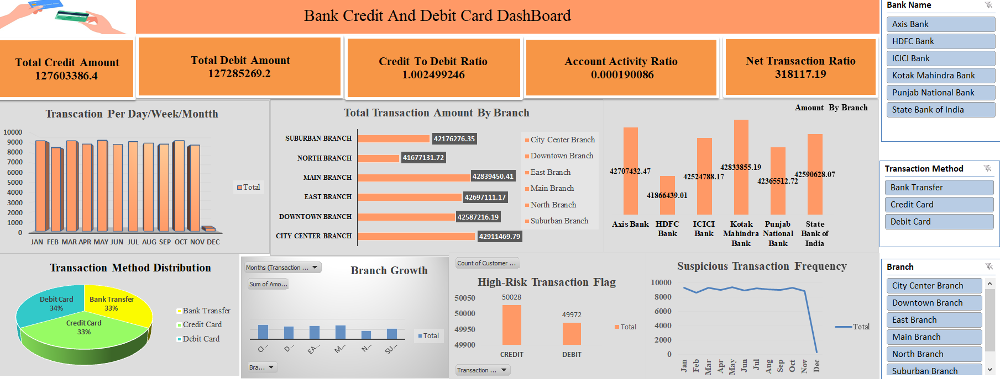 Bank Credit And Debit Card DashBoard
Total Credit Amount
127603386.4
Total Debit Amount
127285269.2
Credit To Debit Ratio
1.002499246
Account Activity Ratio
0.000190086
Net Transaction Ratio
318117.19
Bank Name
Axis Bank
HDFC Bank
ICICI Bank
Kotak Mahindra Bank
Punjab National Bank
State Bank of India
Transcation Per Day/Week/Montth
10000
9000
8000
7000
6000
5000
4000
3000
2000
1000
0
JAN FEB MAR APR MAY JUN JUL AUG SEP OCT NOV DEC
Total
Total Transaction Amount By Branch
SUBURBAN BRANCH 42176276.35
NORTH BRANCH 41677131.72
MAIN BRANCH 42839450.41
EAST BRANCH 42697111.17
DOWNTOWN BRANCH 42587216.19
CITY CENTER BRANCH 42911469.79
City Center Branch
Downtown Branch
East Branch
Main Branch
North Branch
Suburban Branch
Amount By Branch
42707432.47
41866439.01
42524788.17
42833855.19
42365512.72
42590628.07
Axis Bank
HDFC
Bank
ICICI
Bank
Kotak
Mahindra
Bank
Punjab
National
Bank
State
Bank of
India
Transaction Method
Bank Transfer
Credit Card
Debit Card
Transaction Method Distribution
Debit Card
34%
Bank Transfer
33%
Credit Card
33%
Bank Transfer
Credit Card
Debit Card
Months (Transaction ...
Branch Growth
Sum of Amo...
CI...
D...
EA...
M...
N...
SU...
Total
Bra...
Count of Customer ...
High-Risk Transaction Flag
50050
50000
49950
49900
50028
49972
CREDIT
DEBIT
Total
Transaction ...
Suspicious Transaction Frequency
10000
8000
6000
4000
2000
0
Jan
Feb
Mar
Apr
May
Jun
Jul
Aug
Sep
Oct
Nov
Dec
Total
Branch
City Center Branch
Downtown Branch
East Branch
Main Branch
North Branch
Suburban Branch